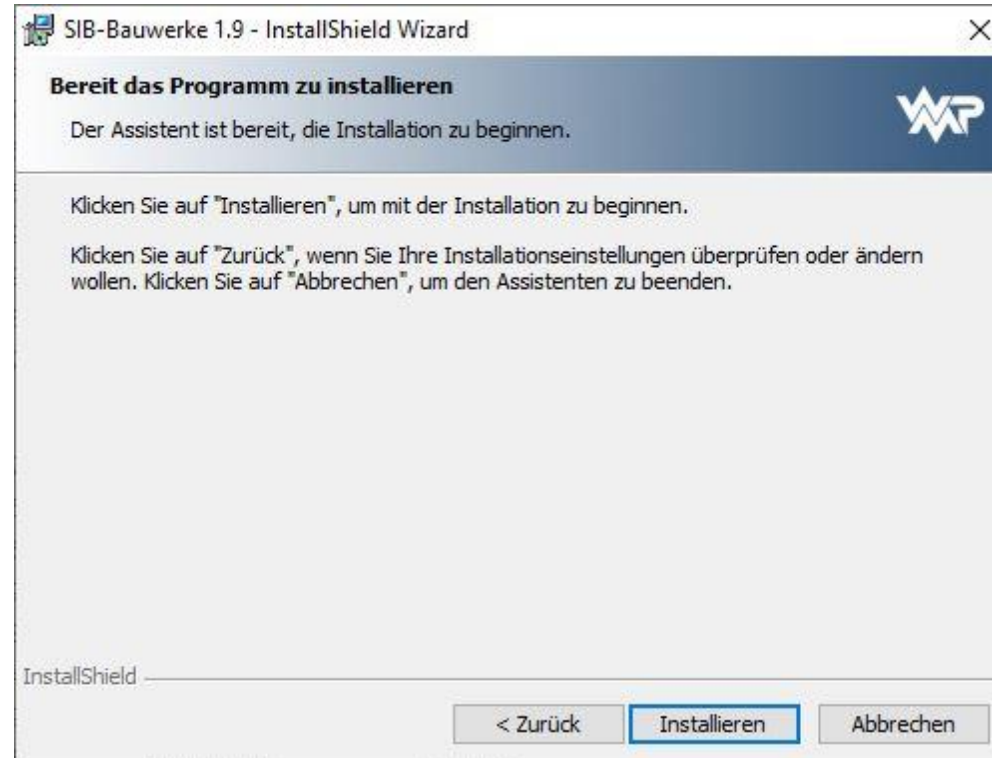 SIB-Bauwerke 1.9 - InstallShield Wizard
Bereit das Programm zu installieren
Der Assistent ist bereit, die Installation zu beginnen.
WP
Klicken Sie auf "Installieren", um mit der Installation zu beginnen.
Klicken Sie auf "Zurück", wenn Sie Ihre Installationseinstellungen überprüfen oder ändern
wollen. Klicken Sie auf "Abbrechen", um den Assistenten zu beenden.
InstallShield
< Zurück Installieren Abbrechen